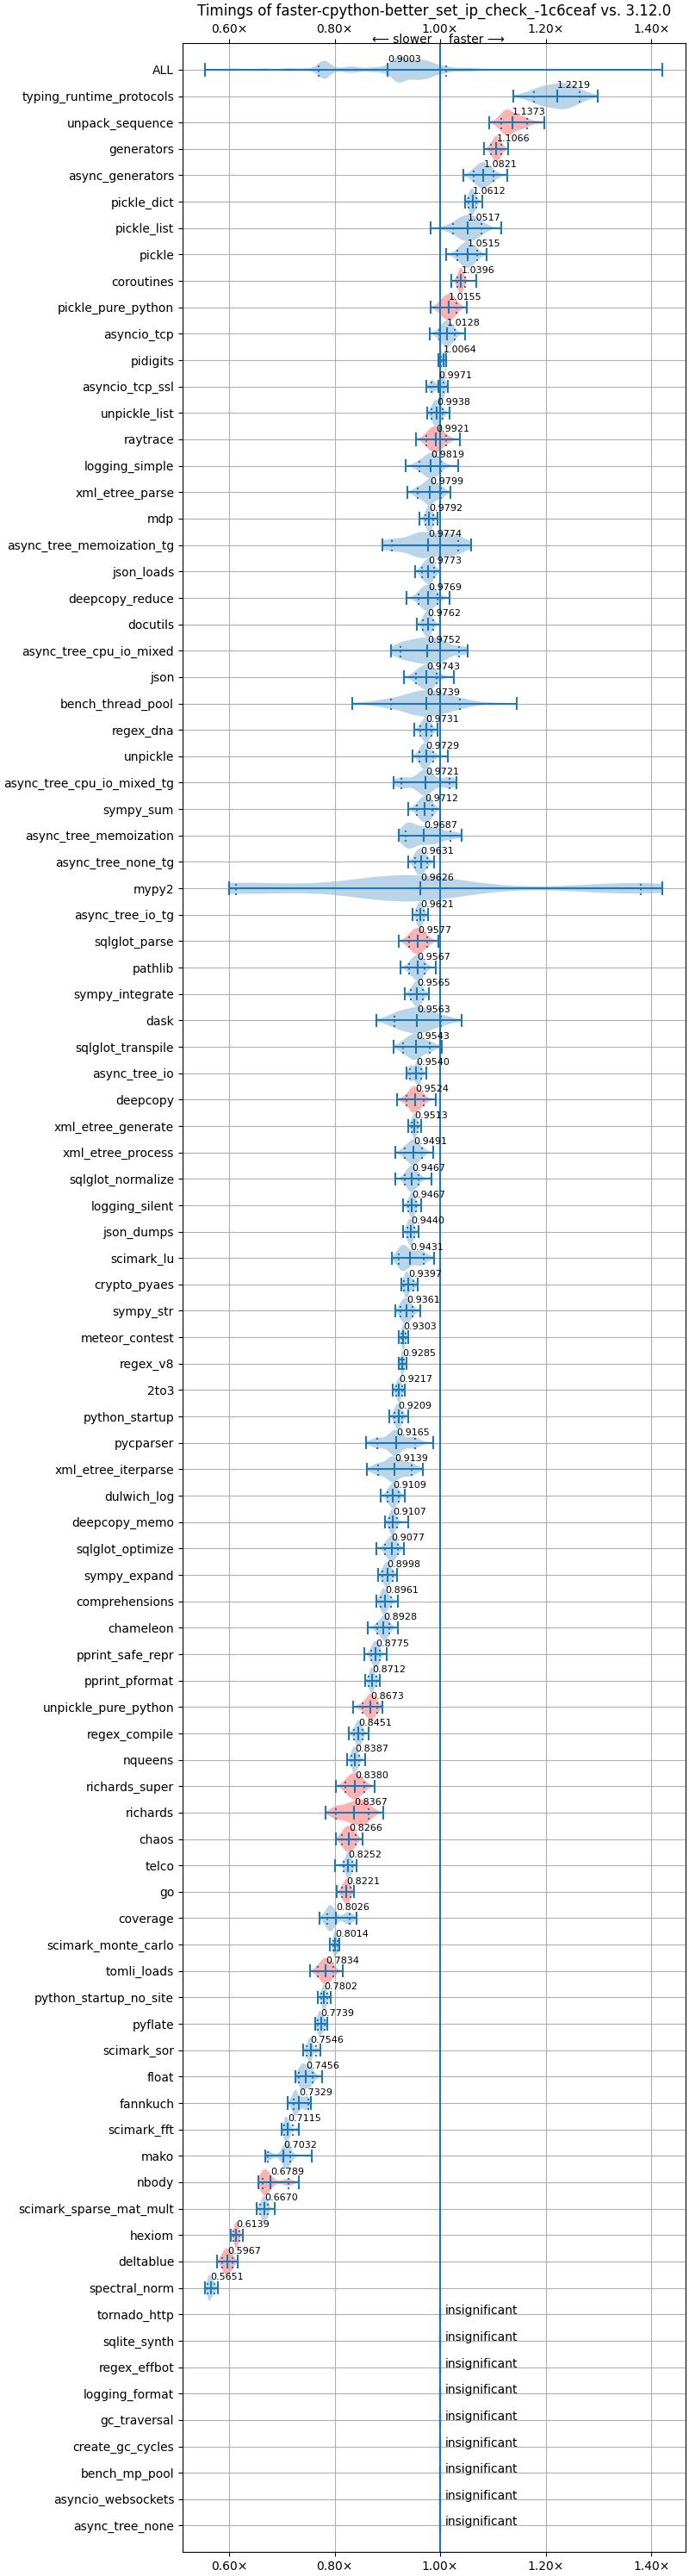 Timings of faster-cpython-better_set_ip_check_-1c6ceaf vs. 3.12.0
0.60× 0.80× 1.00× 1.20× 1.40×
⟵ slower faster ⟶
ALL 0.9003
typing_runtime_protocols 1.2219
unpack_sequence 1.1373
generators 1.1066
async_generators 1.0821
pickle_dict 1.0612
pickle_list 1.0517
pickle 1.0515
coroutines 1.0396
pickle_pure_python 1.0155
asyncio_tcp 1.0128
pidigits 1.0064
asyncio_tcp_ssl 0.9971
unpickle_list 0.9938
raytrace 0.9921
logging_simple 0.9819
xml_etree_parse 0.9799
mdp 0.9792
async_tree_memoization_tg 0.9774
json_loads 0.9773
deepcopy_reduce 0.9769
docutils 0.9762
async_tree_cpu_io_mixed 0.9752
json 0.9743
bench_thread_pool 0.9739
regex_dna 0.9731
unpickle 0.9729
async_tree_cpu_io_mixed_tg 0.9721
sympy_sum 0.9712
async_tree_memoization 0.9687
async_tree_none_tg 0.9631
mypy2 0.9626
async_tree_io_tg 0.9621
sqlglot_parse 0.9577
pathlib 0.9567
sympy_integrate 0.9565
dask 0.9563
sqlglot_transpile 0.9543
async_tree_io 0.9540
deepcopy 0.9524
xml_etree_generate 0.9513
xml_etree_process 0.9491
sqlglot_normalize 0.9467
logging_silent 0.9467
json_dumps 0.9440
scimark_lu 0.9431
crypto_pyaes 0.9397
sympy_str 0.9361
meteor_contest 0.9303
regex_v8 0.9285
2to3 0.9217
python_startup 0.9209
pycparser 0.9165
xml_etree_iterparse 0.9139
dulwich_log 0.9109
deepcopy_memo 0.9107
sqlglot_optimize 0.9077
sympy_expand 0.8998
comprehensions 0.8961
chameleon 0.8928
pprint_safe_repr 0.8775
pprint_pformat 0.8712
unpickle_pure_python 0.8673
regex_compile 0.8451
nqueens 0.8387
richards_super 0.8380
richards 0.8367
chaos 0.8266
telco 0.8252
go 0.8221
coverage 0.8026
scimark_monte_carlo 0.8014
tomli_loads 0.7834
python_startup_no_site 0.7802
pyflate 0.7739
scimark_sor 0.7546
float 0.7456
fannkuch 0.7329
scimark_fft 0.7115
mako 0.7032
nbody 0.6789
scimark_sparse_mat_mult 0.6670
hexiom 0.6139
deltablue 0.5967
spectral_norm 0.5651
tornado_http insignificant
sqlite_synth insignificant
regex_effbot insignificant
logging_format insignificant
gc_traversal insignificant
create_gc_cycles insignificant
bench_mp_pool insignificant
asyncio_websockets insignificant
async_tree_none insignificant
0.60× 0.80× 1.00× 1.20× 1.40×